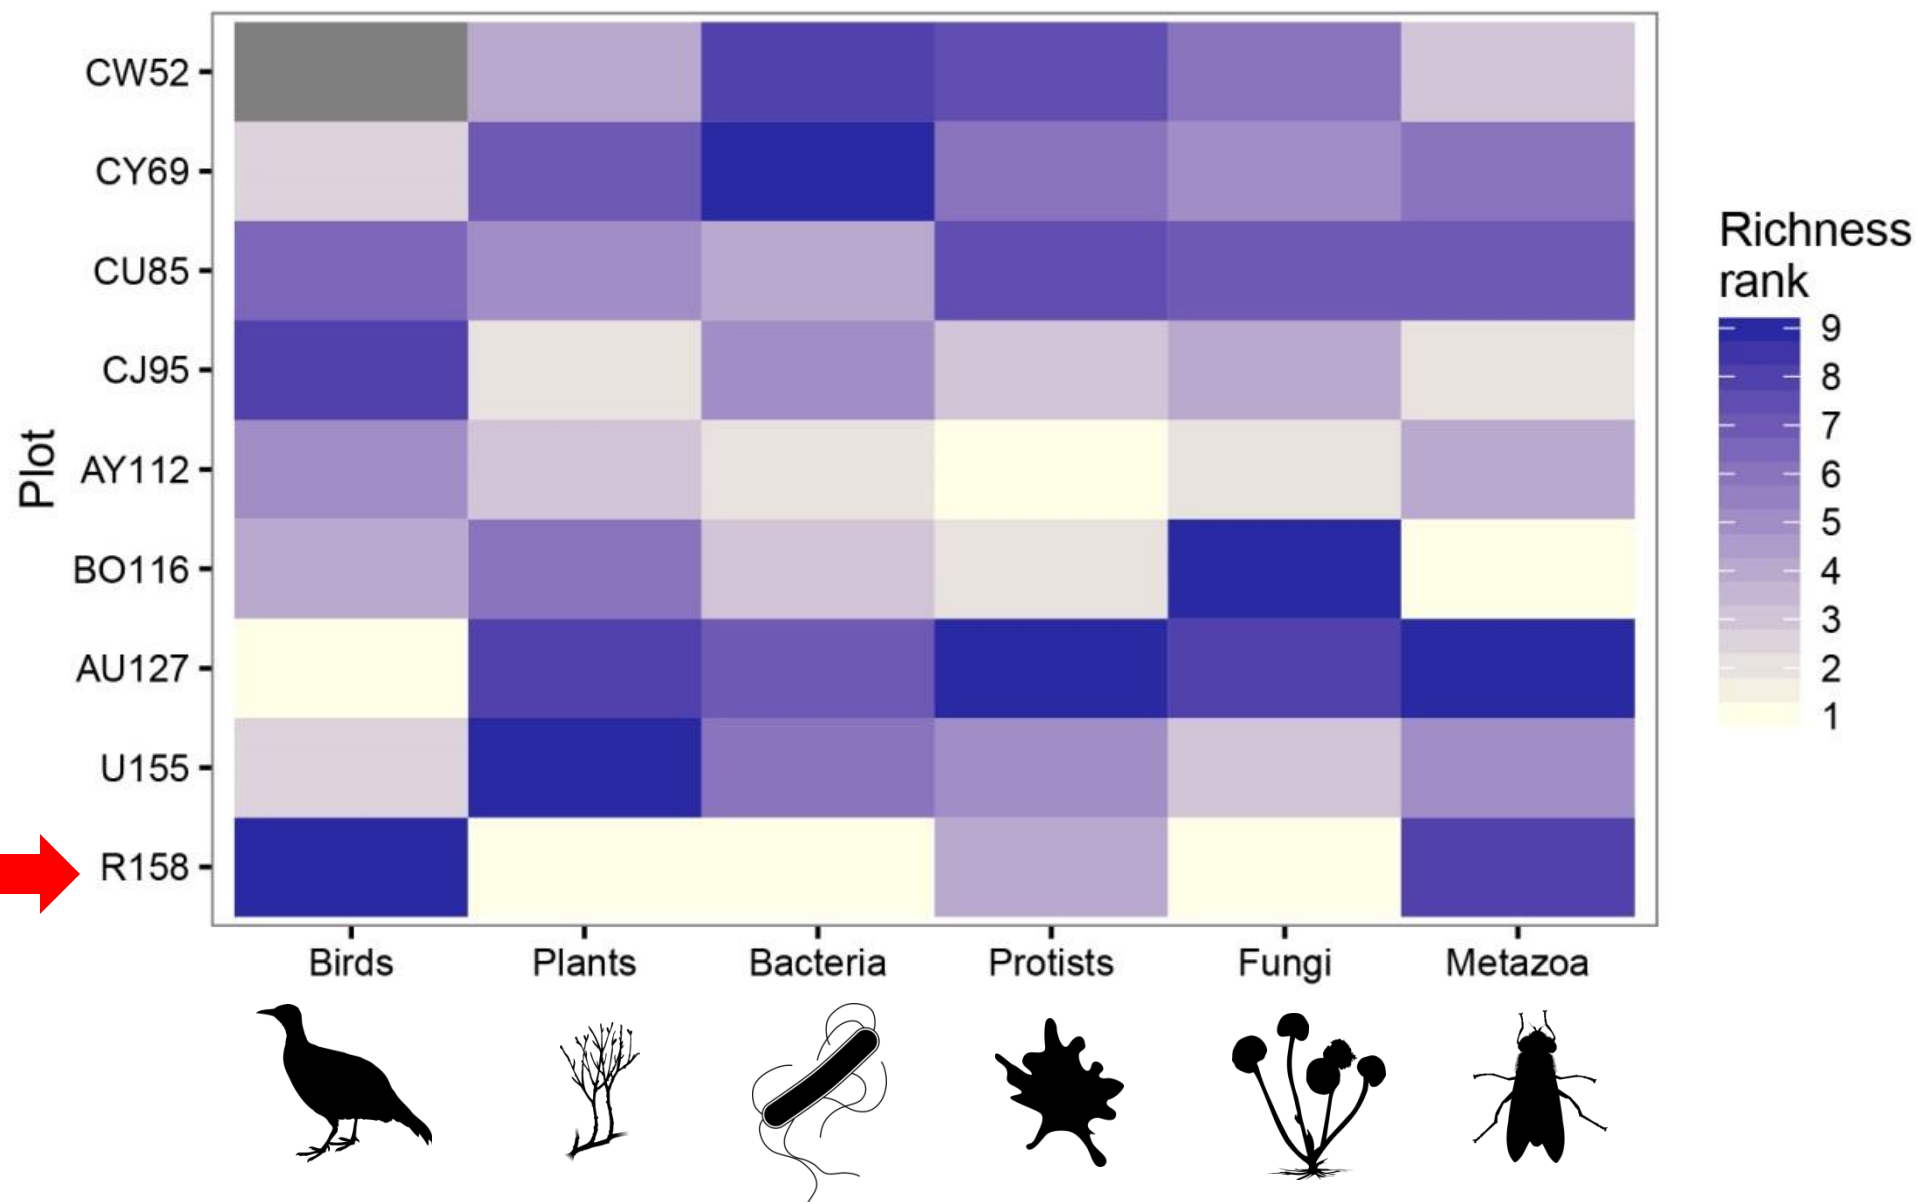 CW52
CY69
CU85
CJ95
AY112
BO116
AU127
U155
R158
Plot
Birds Plants Bacteria Protists Fungi Metazoa
Richness
rank
9
8
7
6
5
4
3
2
1